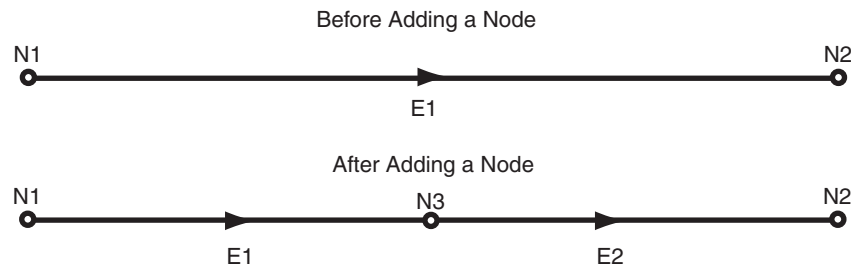 Before Adding a Node
N1 N2
E1
After Adding a Node
N1 N3 N2
E1 E2